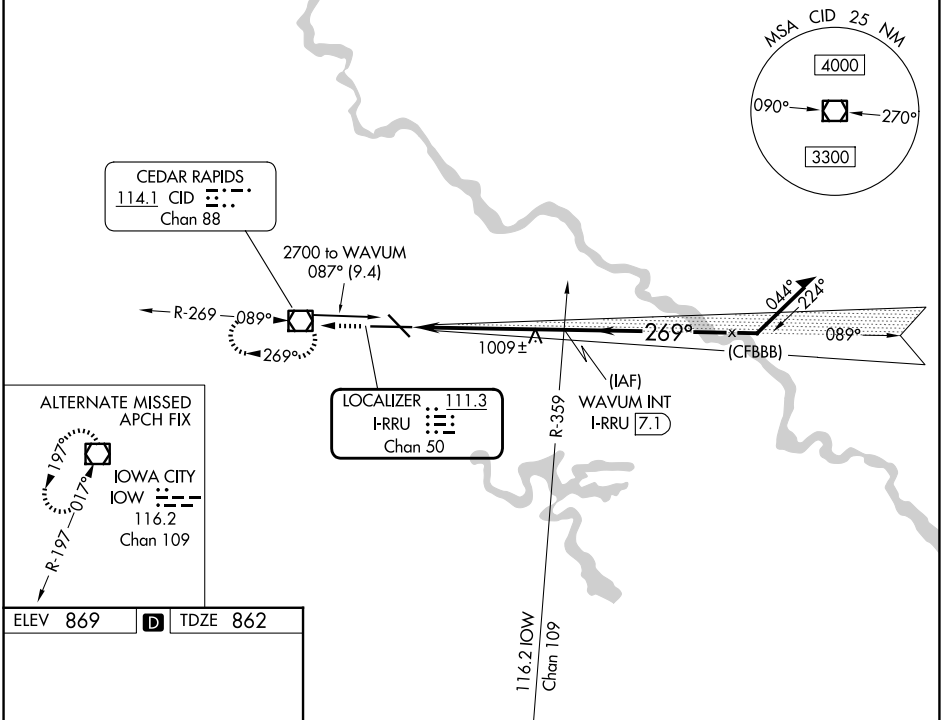 MSA CID 25 NM
4000
090°
270°
3300
CEDAR RAPIDS
114.1 CID
Chan 88
2700 to WAVUM
087° (9.4)
R-269
089°
269°
1009±
269°
x
(CFBBB)
044°
224°
089°
(IAF)
WAVUM INT
I-RRU 7.1
R-359
LOCALIZER 111.3
I-RRU
Chan 50
ALTERNATE MISSED
APCH FIX
197°
IOWA CITY
IOW
116.2
Chan 109
017°
R-197
116.2 IOW
Chan 109
ELEV 869 D TDZE 862